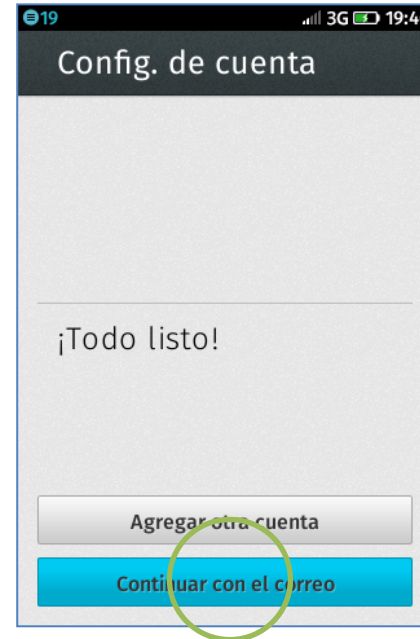 19 3G 19:4
Config. de cuenta
¡Todo listo!
Agregar otra cuenta
Continuar con el correo